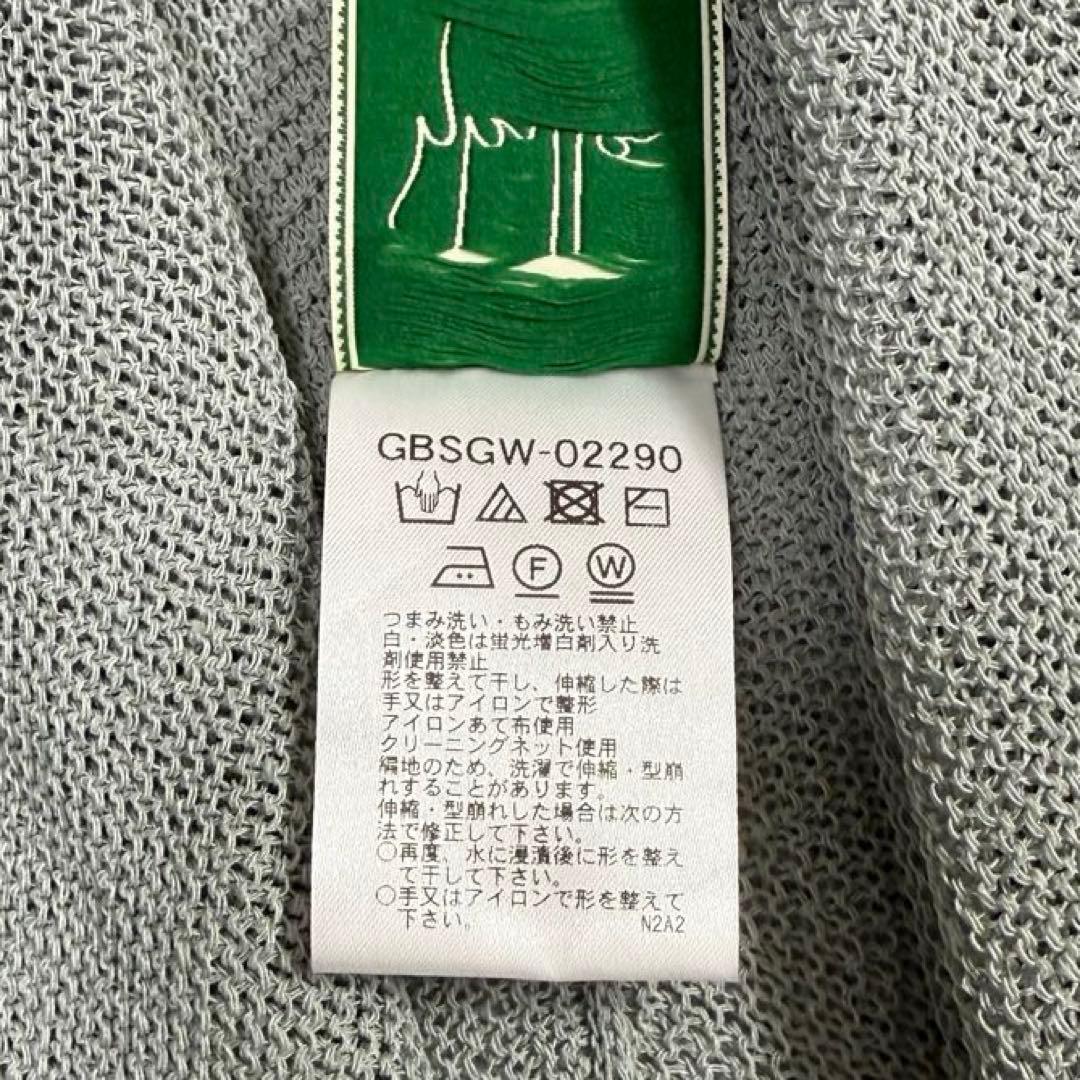 GBSGW-02290
F W
つまみ洗い・もみ洗い禁止
白・淡色は蛍光増白剤入り洗
剤使用禁止
形を整えて干し、伸縮した際は
手又はアイロンで整形
アイロンあて布使用
クリーニングネット使用
絹地のため、洗濯で伸縮・型崩
れすることがあります。
伸縮・型崩れした場合は次の方
法で修正して下さい。
○再度、水に浸漬後に形を整え
て干して下さい。
○手又はアイロンで形を整えて
下さい。 N2A2